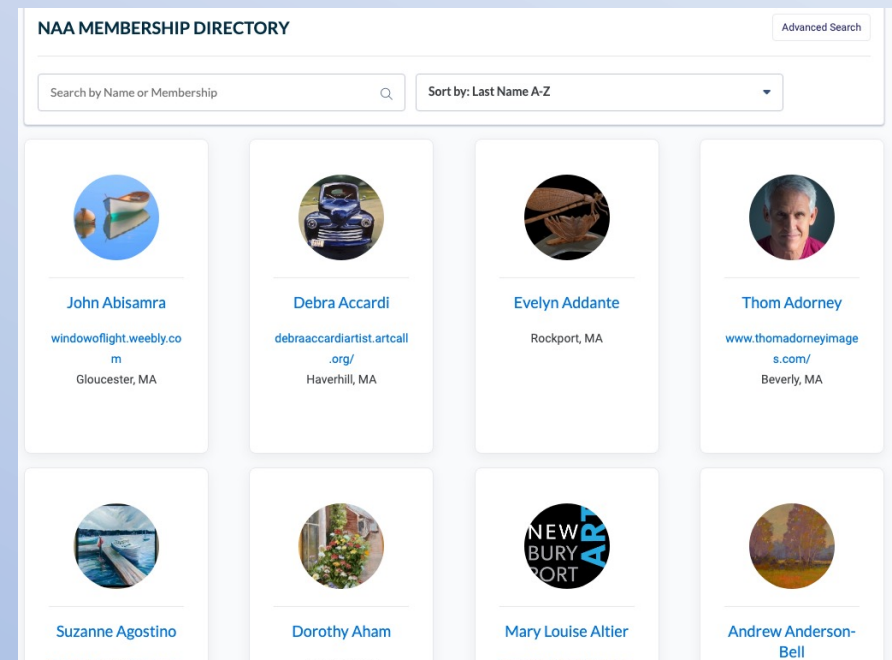 NAA MEMBERSHIP DIRECTORY
Advanced Search
Search by Name or Membership
Sort by: Last Name A-Z
John Abisamra
windowoflight.weebly.co
m
Gloucester, MA
Debra Accardi
debraaccardiartist.artcall
.org/
Haverhill, MA
Evelyn Addante
Rockport, MA
Thom Adorney
www.thomadorneyimage
s.com/
Beverly, MA
Suzanne Agostino
Dorothy Aham
NEW
BURY
PORT
ART
Mary Louise Altier
Andrew Anderson-
Bell